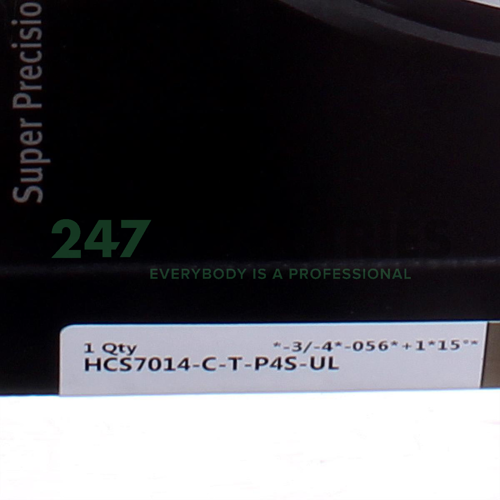 Super Precisio
247
EVERYBODY IS A PROFESSIONAL
1 Qty *-3/-4*-056*+1*15°*
HCS7014-C-T-P4S-UL